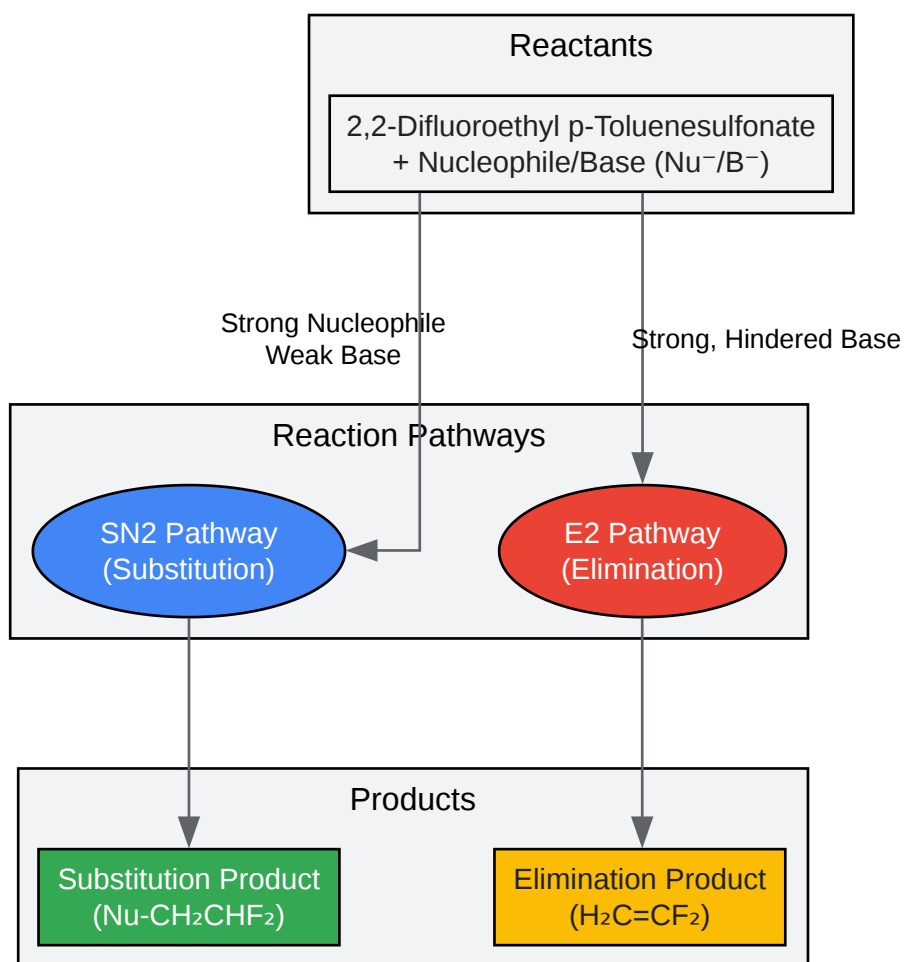 Reactants
2,2-Difluoroethyl p-Toluenesulfonate
+ Nucleophile/Base (Nu⁻/B⁻)
Strong Nucleophile
Weak Base
Strong, Hindered Base
Reaction Pathways
SN2 Pathway
(Substitution)
E2 Pathway
(Elimination)
Products
Substitution Product
(Nu-CH₂CHF₂)
Elimination Product
(H₂C=CF₂)